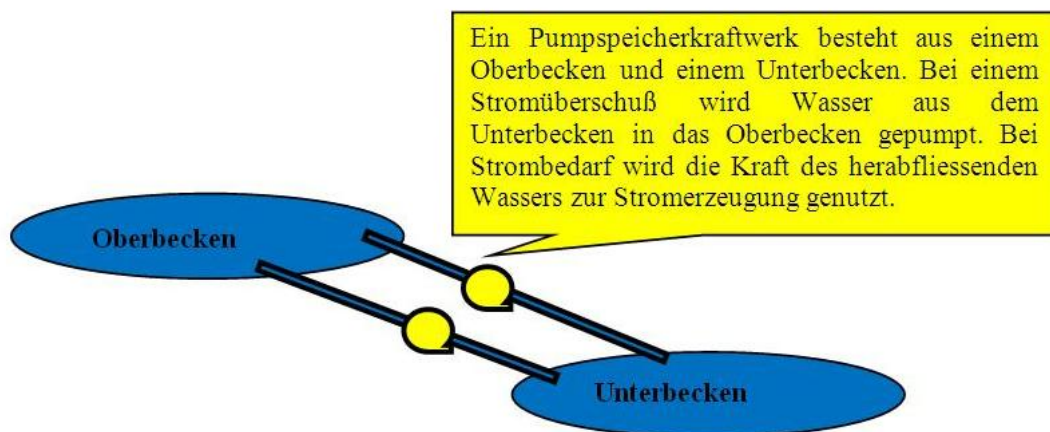 Ein Pumpspeicherkraftwerk besteht aus einem
Oberbecken und einem Unterbecken. Bei einem
Stromüberschuß wird Wasser aus dem
Unterbecken in das Oberbecken gepumpt. Bei
Strombedarf wird die Kraft des herabfliessenden
Wassers zur Stromerzeugung genutzt.
Oberbecken
Unterbecken